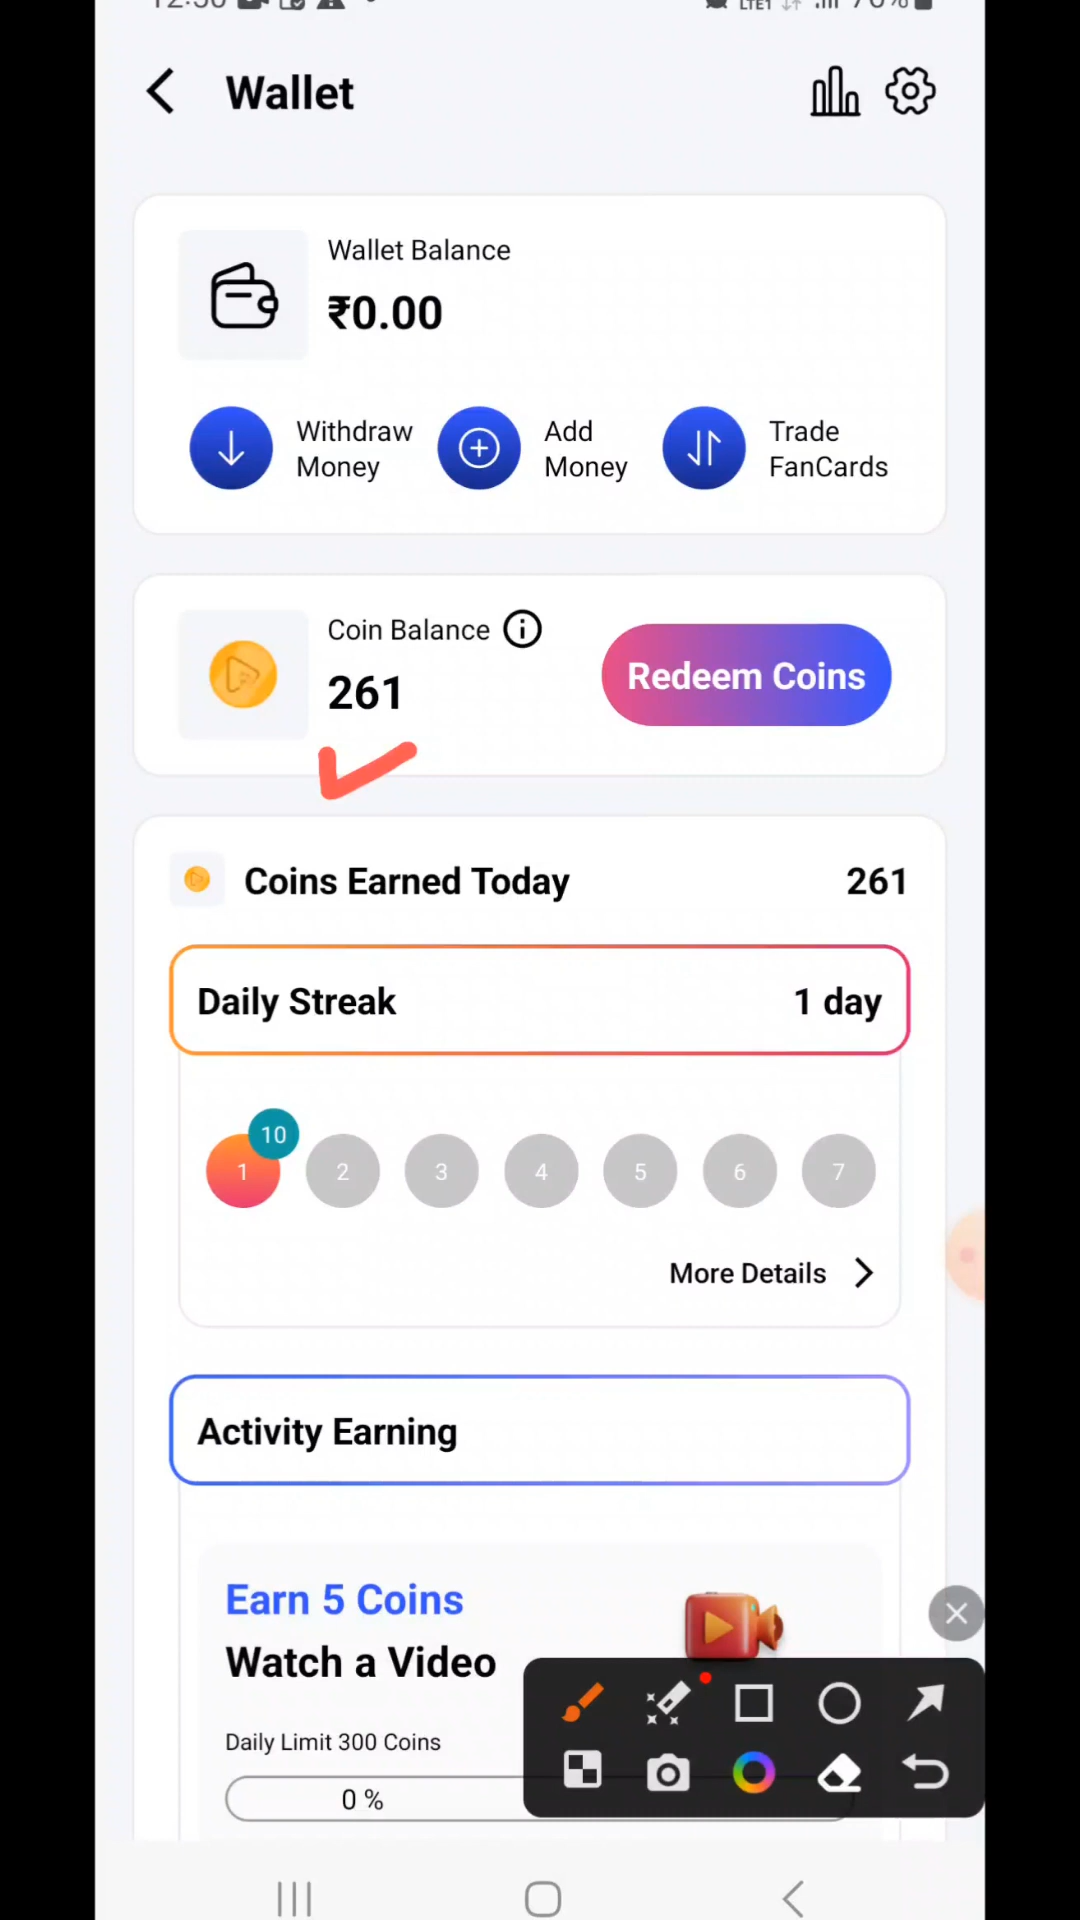 Wallet
Wallet Balance
₹0.00
Withdraw Money
Add Money
Trade FanCards
Coin Balance
261
Redeem Coins
Coins Earned Today 261
Daily Streak 1 day
10
1 2 3 4 5 6 7
More Details
Activity Earning
Earn 5 Coins
Watch a Video
Daily Limit 300 Coins
0 %